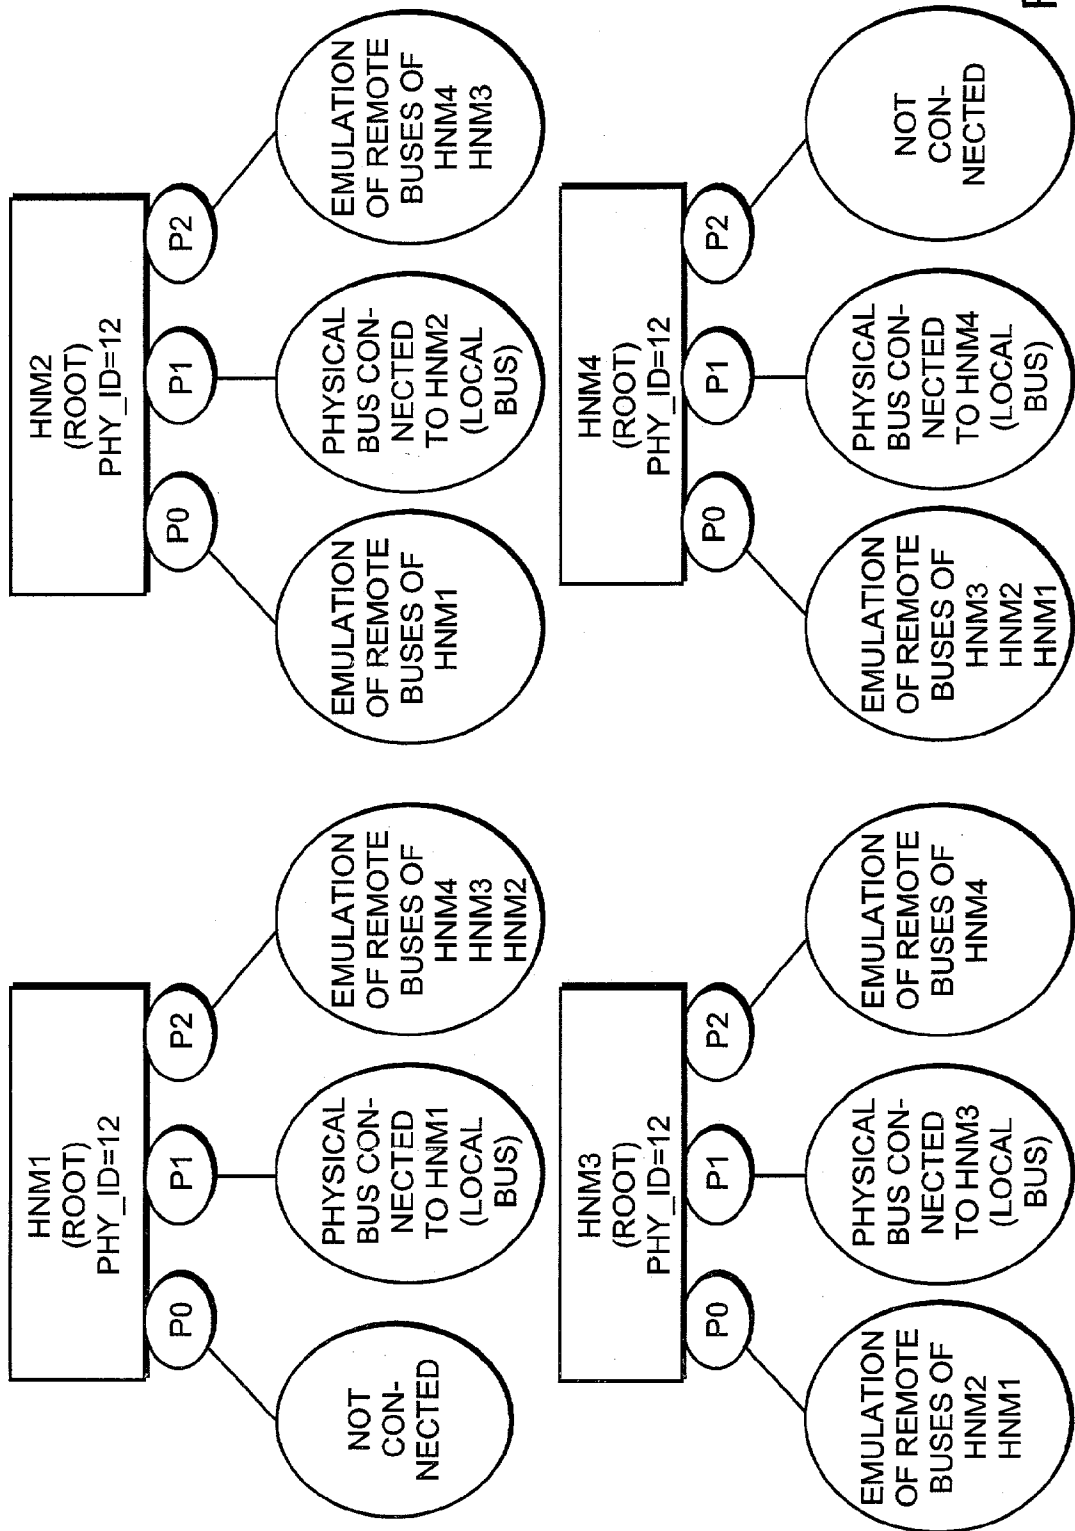 HNM1
(ROOT)
PHY_ID=12
P0
P1
P2
NOT
CON-
NECTED
PHYSICAL
BUS CON-
NECTED
TO HNM1
(LOCAL
BUS)
EMULATION
OF REMOTE
BUSES OF
HNM4
HNM3
HNM2
HNM2
(ROOT)
PHY_ID=12
P0
P1
P2
EMULATION
OF REMOTE
BUSES OF
HNM1
PHYSICAL
BUS CON-
NECTED
TO HNM2
(LOCAL
BUS)
EMULATION
OF REMOTE
BUSES OF
HNM4
HNM3
HNM3
(ROOT)
PHY_ID=12
P0
P1
P2
EMULATION
OF REMOTE
BUSES OF
HNM2
HNM1
PHYSICAL
BUS CON-
NECTED
TO HNM3
(LOCAL
BUS)
EMULATION
OF REMOTE
BUSES OF
HNM4
HNM4
(ROOT)
PHY_ID=12
P0
P1
P2
EMULATION
OF REMOTE
BUSES OF
HNM3
HNM2
HNM1
PHYSICAL
BUS CON-
NECTED
TO HNM4
(LOCAL
BUS)
NOT
CON-
NECTED